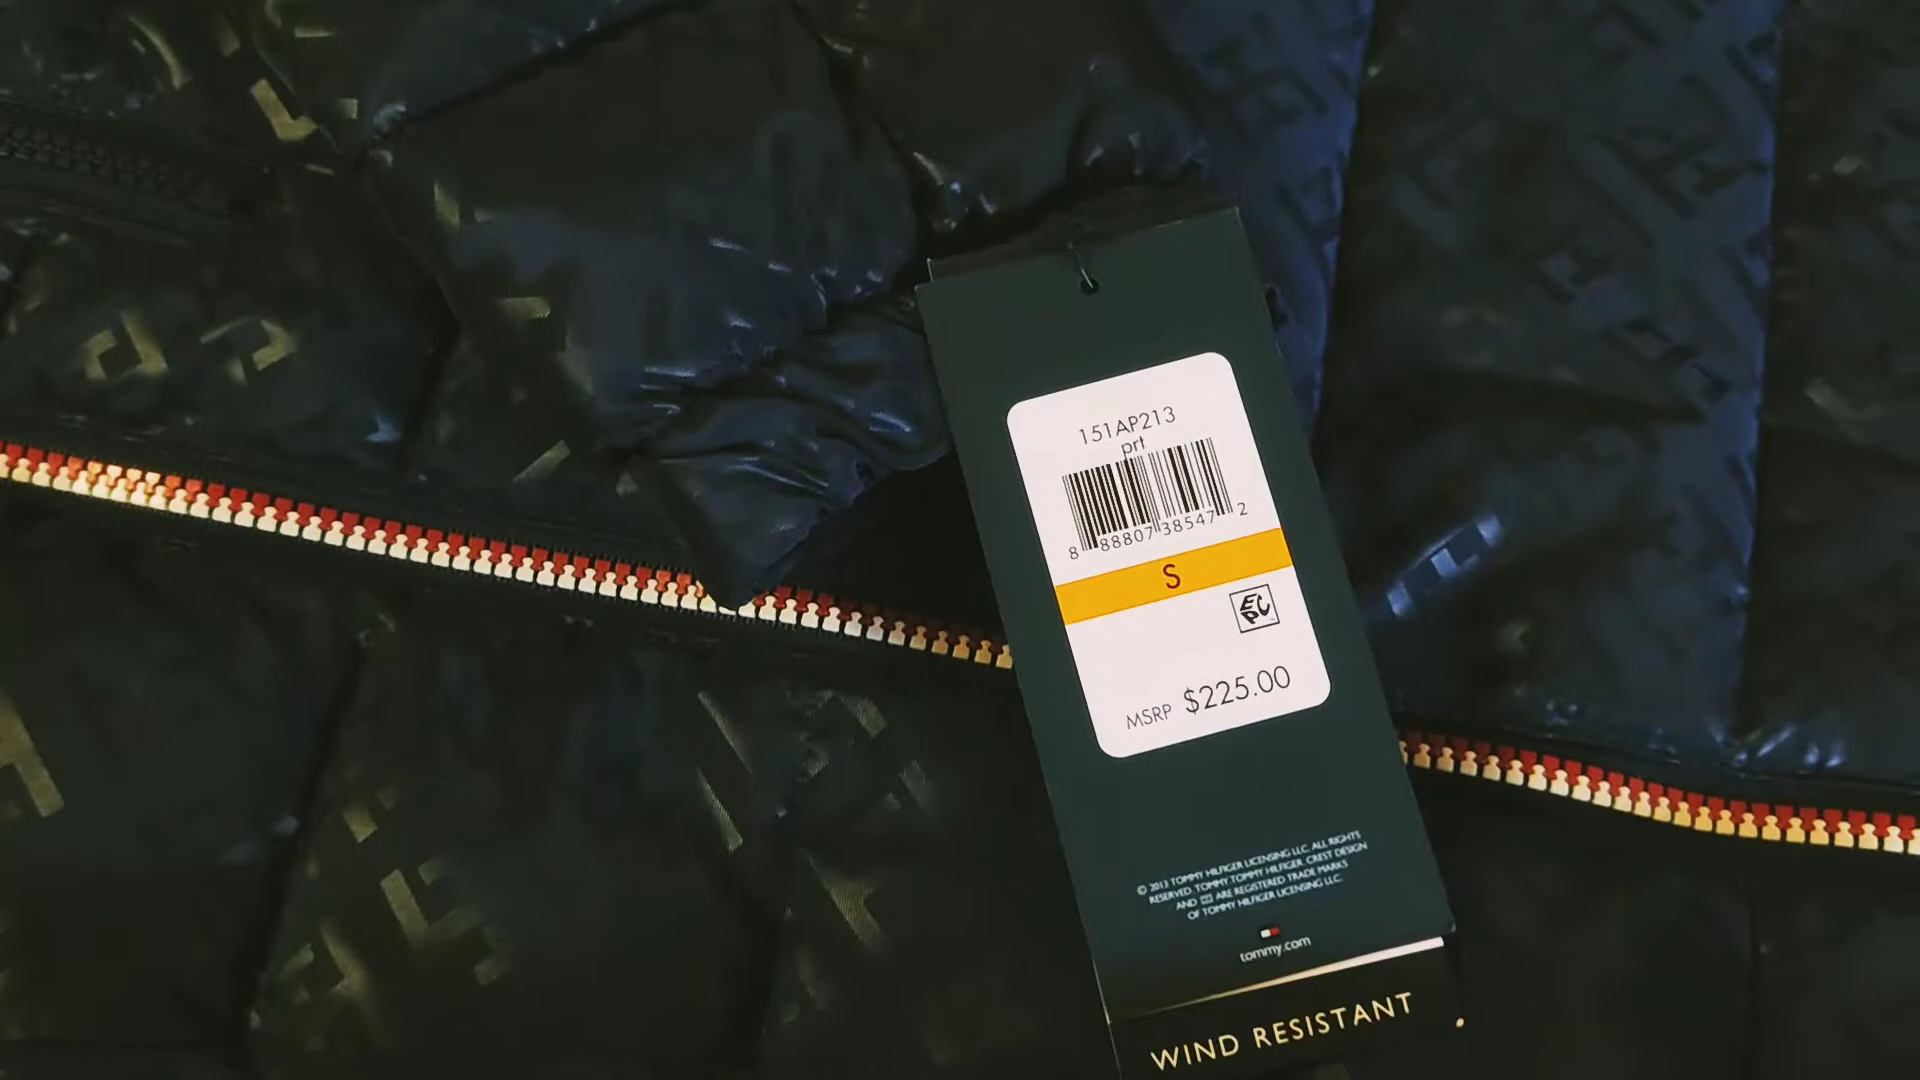 151AP213
prt
8 88807 38547 2
S
EPC
MSRP $225.00
© 2013 TOMMY HILFIGER LICENSING LLC. ALL RIGHTS
RESERVED. TOMMY, TOMMY HILFIGER, CREST DESIGN
AND ARE REGISTERED TRADE MARKS
OF TOMMY HILFIGER LICENSING LLC.
tommy.com
WIND RESISTANT